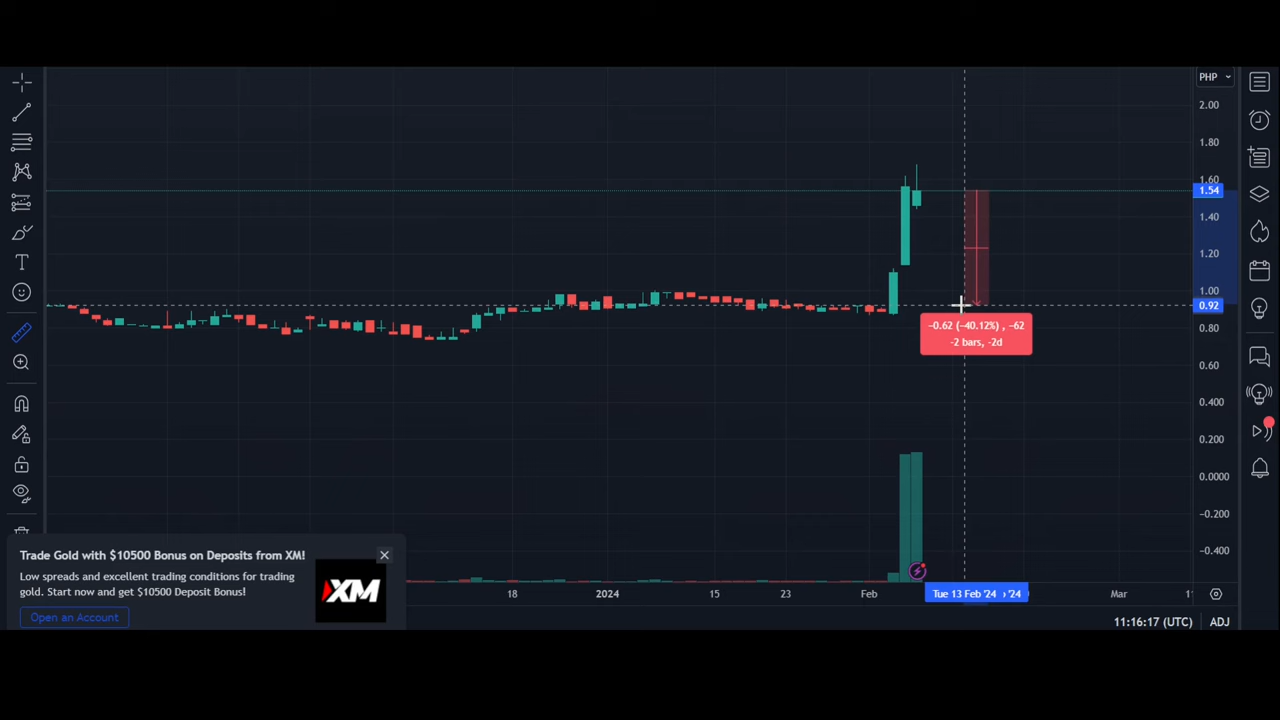 PHP
2.00
1.80
1.60
1.54
1.40
1.20
1.00
0.92
0.80
0.60
0.400
0.200
0.0000
-0.200
-0.400
−0.62 (−40.12%) , −62
-2 bars, -2d
Trade Gold with $10500 Bonus on Deposits from XM!
Low spreads and excellent trading conditions for trading
gold. Start now and get $10500 Deposit Bonus!
XM
Open an Account
18
2024
15
23
Feb
Tue 13 Feb '24
'24
Mar
11:16:17 (UTC)
ADJ